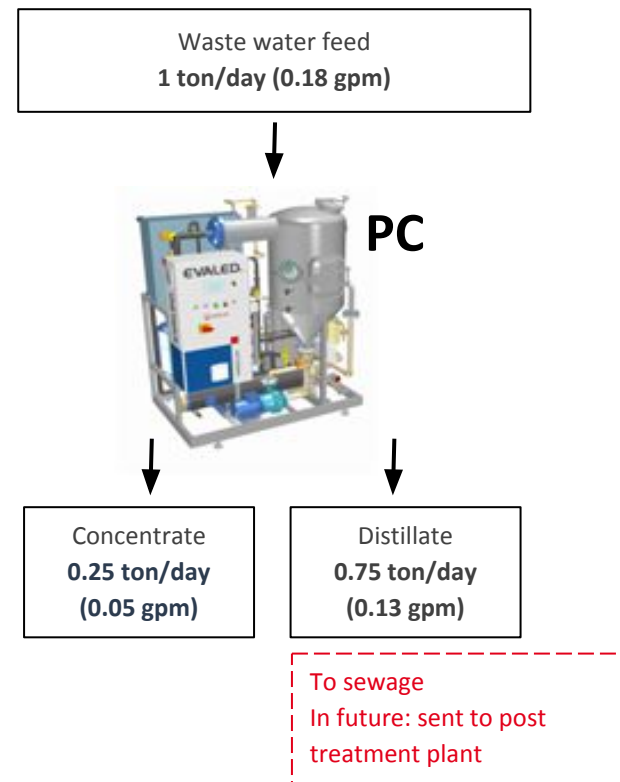 Waste water feed
1 ton/day (0.18 gpm)
PC
EVALED
Concentrate
0.25 ton/day
(0.05 gpm)
Distillate
0.75 ton/day
(0.13 gpm)
To sewage
In future: sent to post
treatment plant